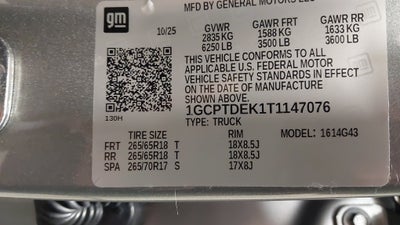 MFD BY GENERAL MOTORS LLC
gm
10/25 GVWR GAWR FRT GAWR RR
2835 KG 1588 KG 1633 KG
6250 LB 3500 LB 3600 LB
THIS VEHICLE CONFORMS TO ALL
APPLICABLE U.S. FEDERAL MOTOR
VEHICLE SAFETY STANDARDS IN EFFECT
ON THE DATE OF MANUFACTURE
SHOWN ABOVE.
130H
1GCPTDEK1T1147076
TYPE: TRUCK
TIRE SIZE RIM MODEL: 1614G43
FRT 265/65R18 T 18X8.5J
RR 265/65R18 T 18X8.5J
SPA 265/70R17 S 17X8J